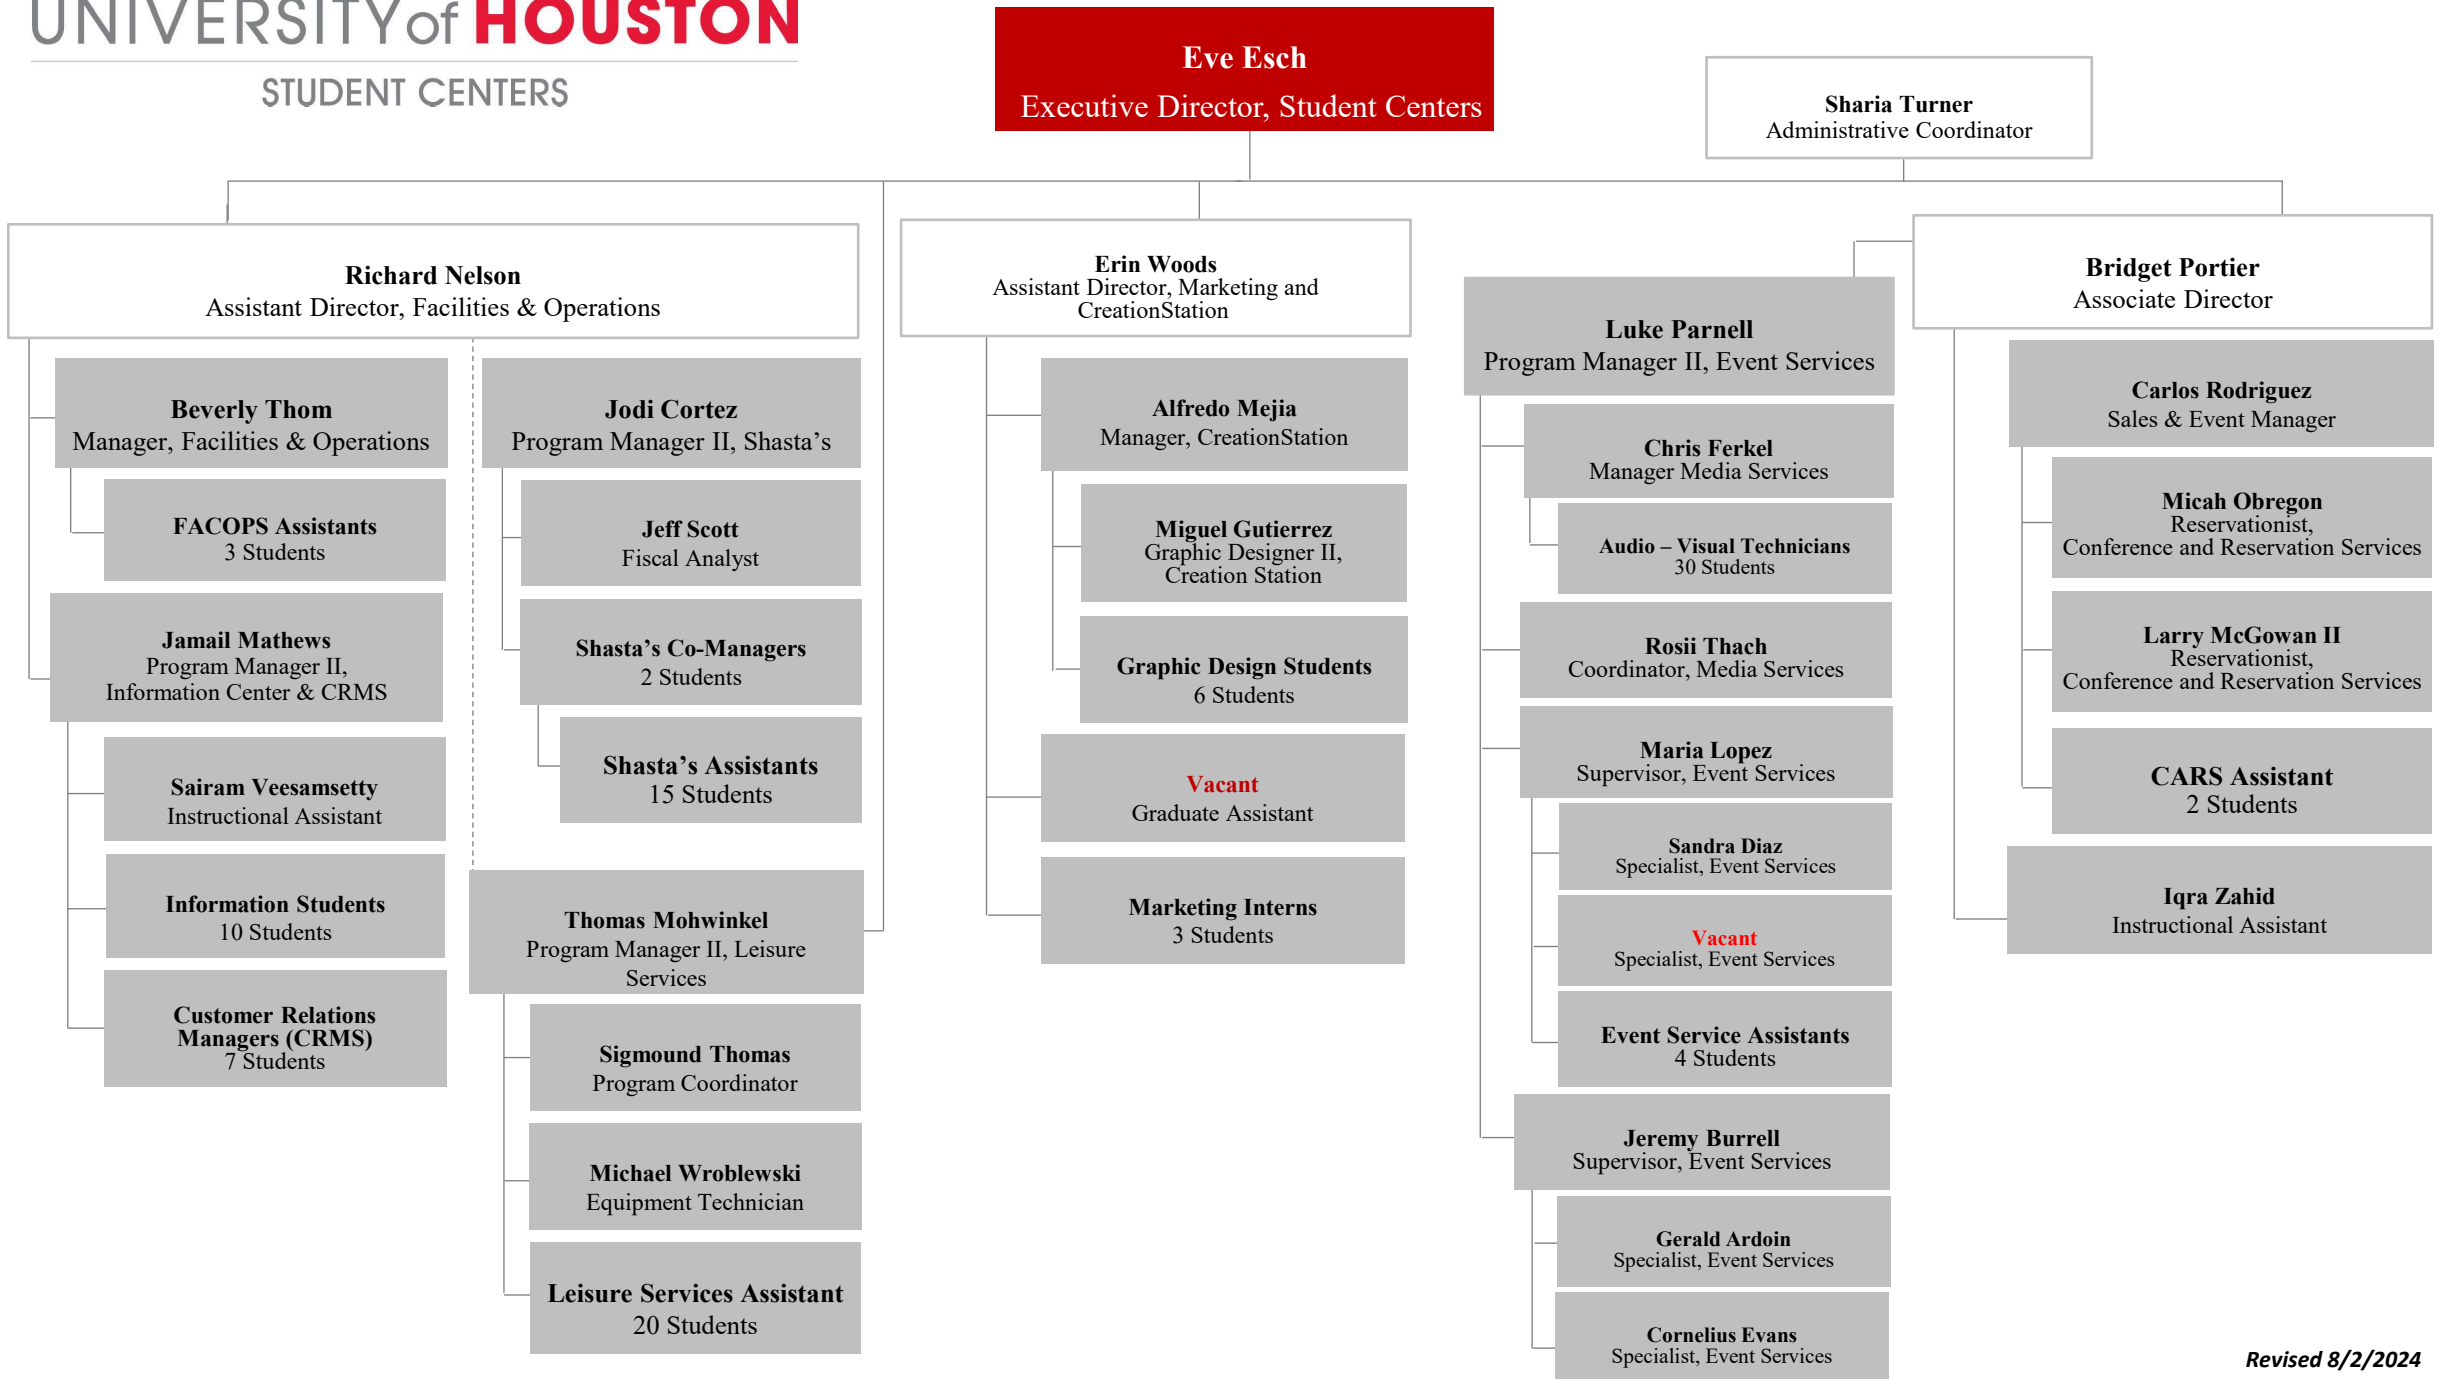 UNIVERSITY of HOUSTON
STUDENT CENTERS
Eve Esch
Executive Director, Student Centers
Sharia Turner
Administrative Coordinator
Richard Nelson
Assistant Director, Facilities & Operations
Beverly Thom
Manager, Facilities & Operations
FACOPS Assistants
3 Students
Jamail Mathews
Program Manager II,
Information Center & CRMS
Sairam Veesamsetty
Instructional Assistant
Information Students
10 Students
Customer Relations
Managers (CRMS)
7 Students
Jodi Cortez
Program Manager II, Shasta’s
Jeff Scott
Fiscal Analyst
Shasta’s Co-Managers
2 Students
Shasta’s Assistants
15 Students
Thomas Mohwinkel
Program Manager II, Leisure
Services
Sigmound Thomas
Program Coordinator
Michael Wroblewski
Equipment Technician
Leisure Services Assistant
20 Students
Erin Woods
Assistant Director, Marketing and
CreationStation
Alfredo Mejia
Manager, CreationStation
Miguel Gutierrez
Graphic Designer II,
Creation Station
Graphic Design Students
6 Students
Vacant
Graduate Assistant
Marketing Interns
3 Students
Luke Parnell
Program Manager II, Event Services
Chris Ferkel
Manager Media Services
Audio – Visual Technicians
30 Students
Rosii Thach
Coordinator, Media Services
Maria Lopez
Supervisor, Event Services
Sandra Diaz
Specialist, Event Services
Vacant
Specialist, Event Services
Event Service Assistants
4 Students
Jeremy Burrell
Supervisor, Event Services
Gerald Ardoin
Specialist, Event Services
Cornelius Evans
Specialist, Event Services
Bridget Portier
Associate Director
Carlos Rodriguez
Sales & Event Manager
Micah Obregon
Reservationist,
Conference and Reservation Services
Larry McGowan II
Reservationist,
Conference and Reservation Services
CARS Assistant
2 Students
Iqra Zahid
Instructional Assistant
Revised 8/2/2024